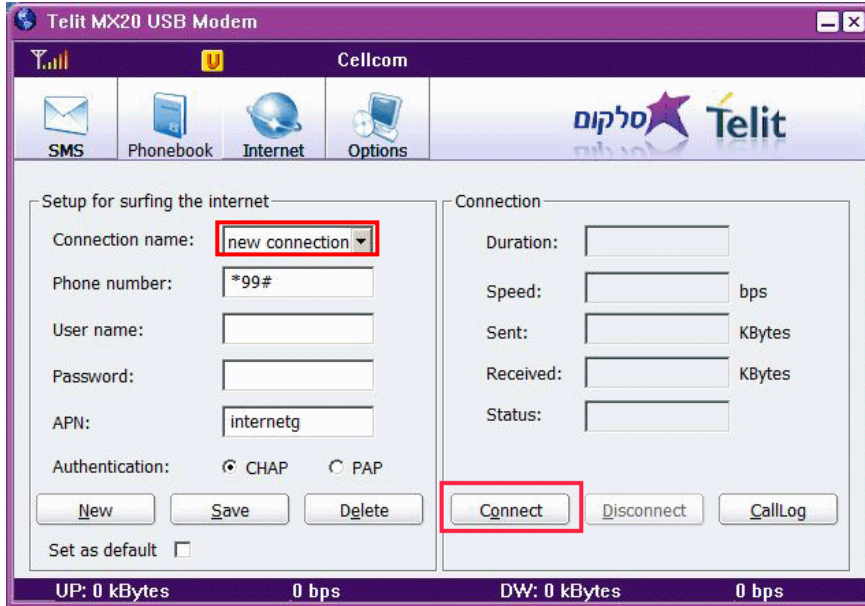 Telit MX20 USB Modem
Cellcom
SMS Phonebook Internet Options
סלקום Telit
Setup for surfing the internet
Connection name: new connection
Phone number: *99#
User name:
Password:
APN: internetg
Authentication: CHAP PAP
New Save Delete
Set as default
Connection
Duration:
Speed: bps
Sent: KBytes
Received: KBytes
Status:
Connect Disconnect CallLog
UP: 0 kBytes 0 bps DW: 0 kBytes 0 bps